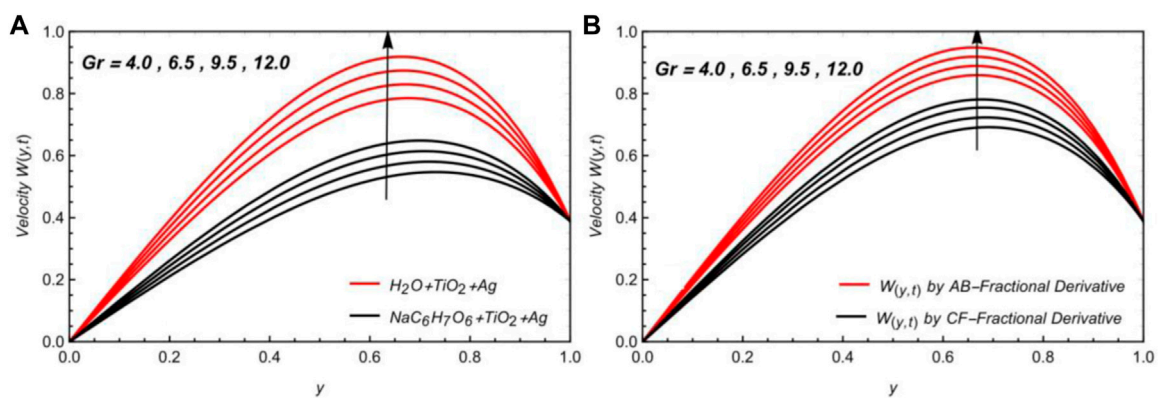 A
Gr = 4.0 , 6.5 , 9.5 , 12.0
Velocity W(y,t)
1.0
0.8
0.6
0.4
0.2
0.0
H2O+TiO2+Ag
NaC6H7O6+TiO2+Ag
0.0 0.2 0.4 0.6 0.8 1.0
y
B
Gr = 4.0 , 6.5 , 9.5 , 12.0
Velocity W(y,t)
1.0
0.8
0.6
0.4
0.2
0.0
W(y,t) by AB-Fractional Derivative
W(y,t) by CF-Fractional Derivative
0.0 0.2 0.4 0.6 0.8 1.0
y